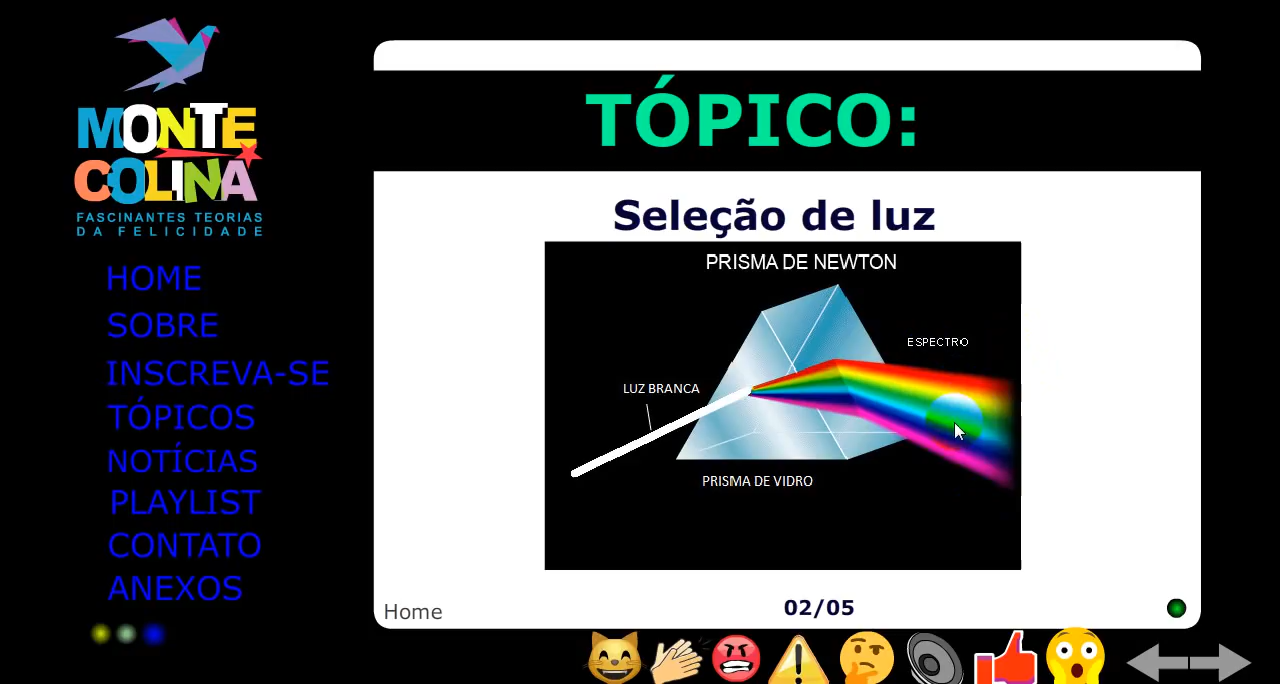 MONTE
COLINA
FASCINANTES TEORIAS
DA FELICIDADE
HOME
SOBRE
INSCREVA-SE
TÓPICOS
NOTÍCIAS
PLAYLIST
CONTATO
ANEXOS
TÓPICO:
Seleção de luz
PRISMA DE NEWTON
ESPECTRO
LUZ BRANCA
PRISMA DE VIDRO
Home
02/05